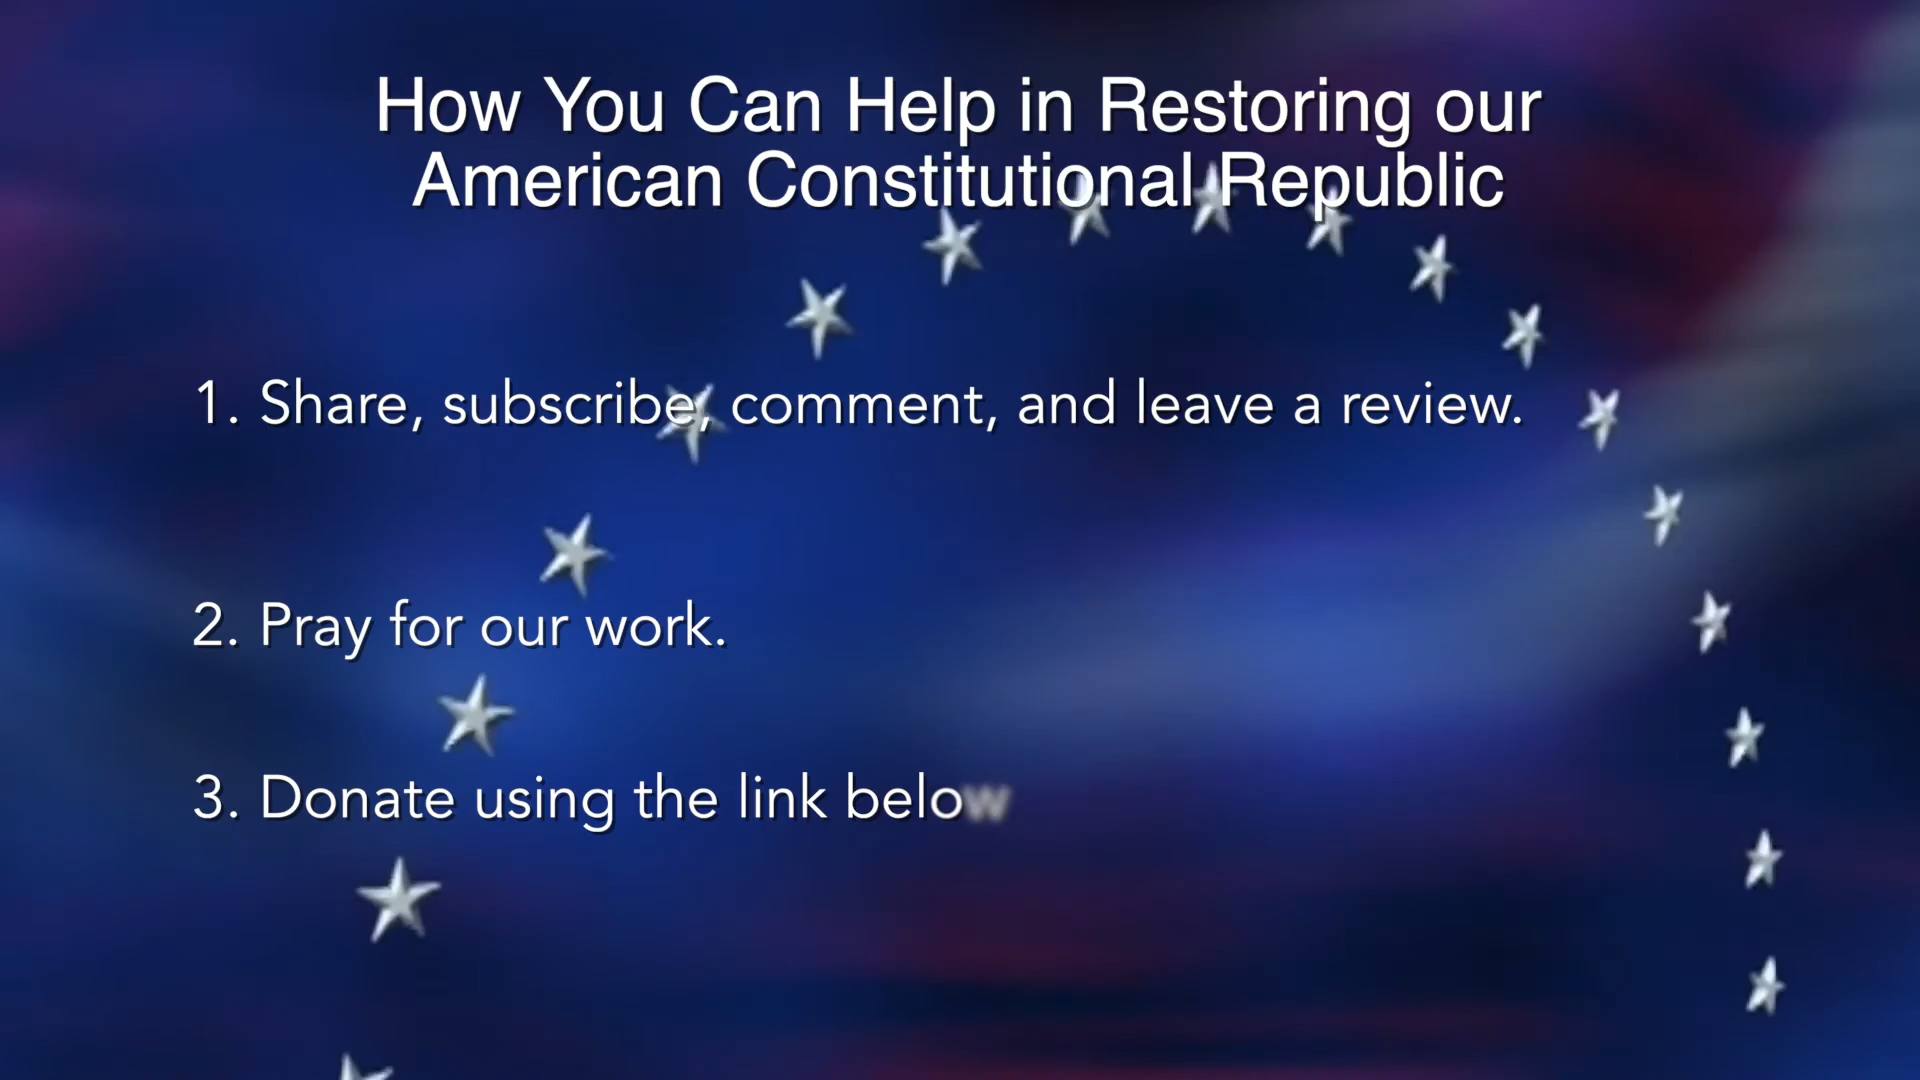 How You Can Help in Restoring our
American Constitutional Republic
1. Share, subscribe, comment, and leave a review.
2. Pray for our work.
3. Donate using the link below